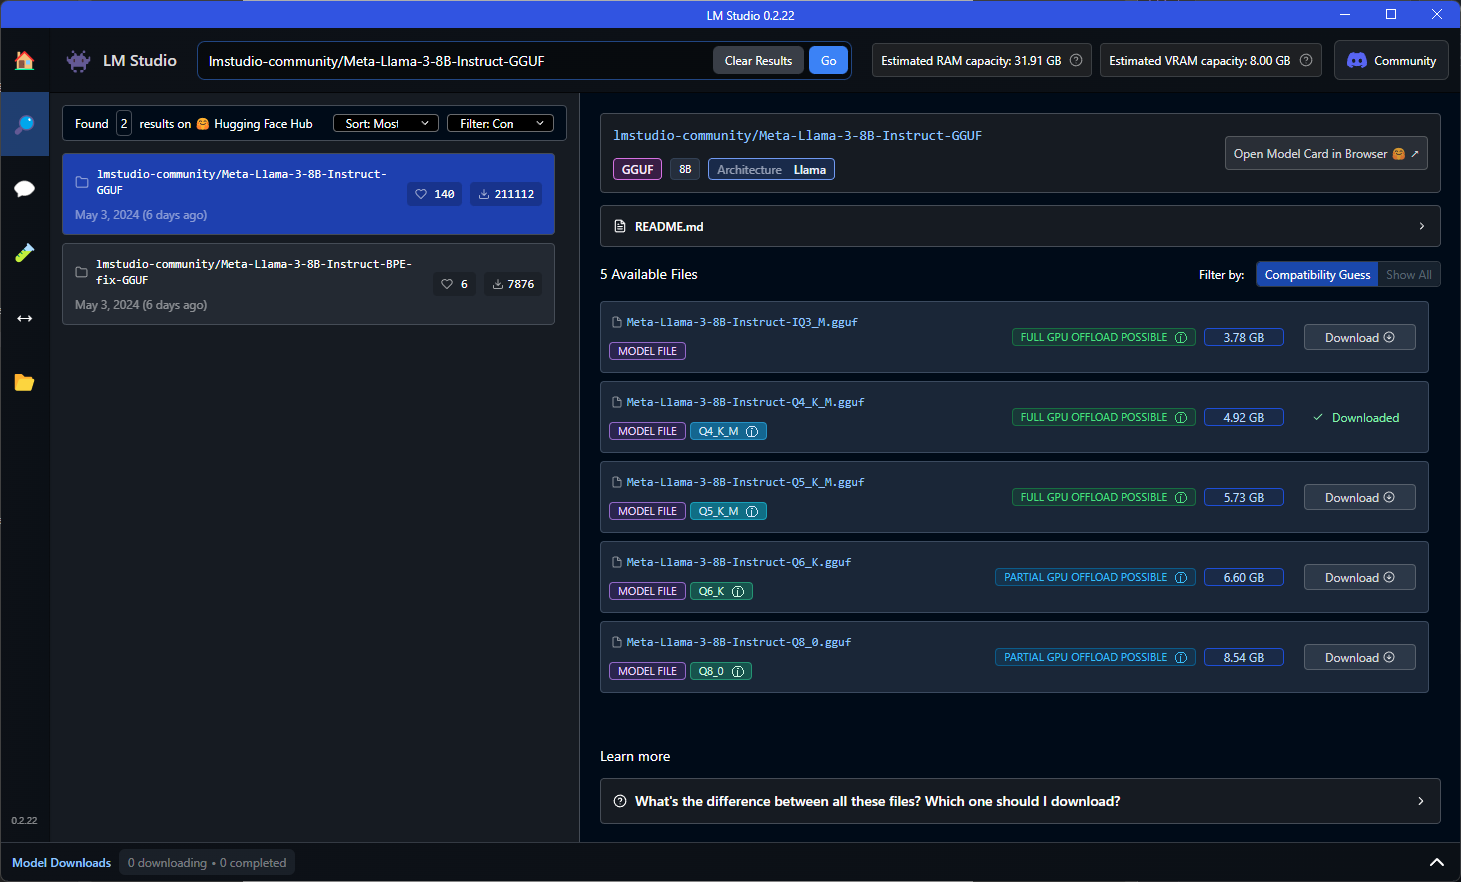 LM Studio 0.2.22
LM Studio
lmstudio-community/Meta-Llama-3-8B-Instruct-GGUF
Clear Results
Go
Estimated RAM capacity: 31.91 GB
Estimated VRAM capacity: 8.00 GB
Community
Found 2 results on 🤗 Hugging Face Hub
Sort: Most
Filter: Con
lmstudio-community/Meta-Llama-3-8B-Instruct-
GGUF
140
211112
May 3, 2024 (6 days ago)
lmstudio-community/Meta-Llama-3-8B-Instruct-BPE-
fix-GGUF
6
7876
May 3, 2024 (6 days ago)
lmstudio-community/Meta-Llama-3-8B-Instruct-GGUF
GGUF
8B
Architecture Llama
Open Model Card in Browser 🤗 ↗
README.md
5 Available Files
Filter by:
Compatibility Guess
Show All
Meta-Llama-3-8B-Instruct-IQ3_M.gguf
MODEL FILE
FULL GPU OFFLOAD POSSIBLE
3.78 GB
Download
Meta-Llama-3-8B-Instruct-Q4_K_M.gguf
MODEL FILE
Q4_K_M
FULL GPU OFFLOAD POSSIBLE
4.92 GB
Downloaded
Meta-Llama-3-8B-Instruct-Q5_K_M.gguf
MODEL FILE
Q5_K_M
FULL GPU OFFLOAD POSSIBLE
5.73 GB
Download
Meta-Llama-3-8B-Instruct-Q6_K.gguf
MODEL FILE
Q6_K
PARTIAL GPU OFFLOAD POSSIBLE
6.60 GB
Download
Meta-Llama-3-8B-Instruct-Q8_0.gguf
MODEL FILE
Q8_0
PARTIAL GPU OFFLOAD POSSIBLE
8.54 GB
Download
Learn more
What's the difference between all these files? Which one should I download?
0.2.22
Model Downloads
0 downloading • 0 completed